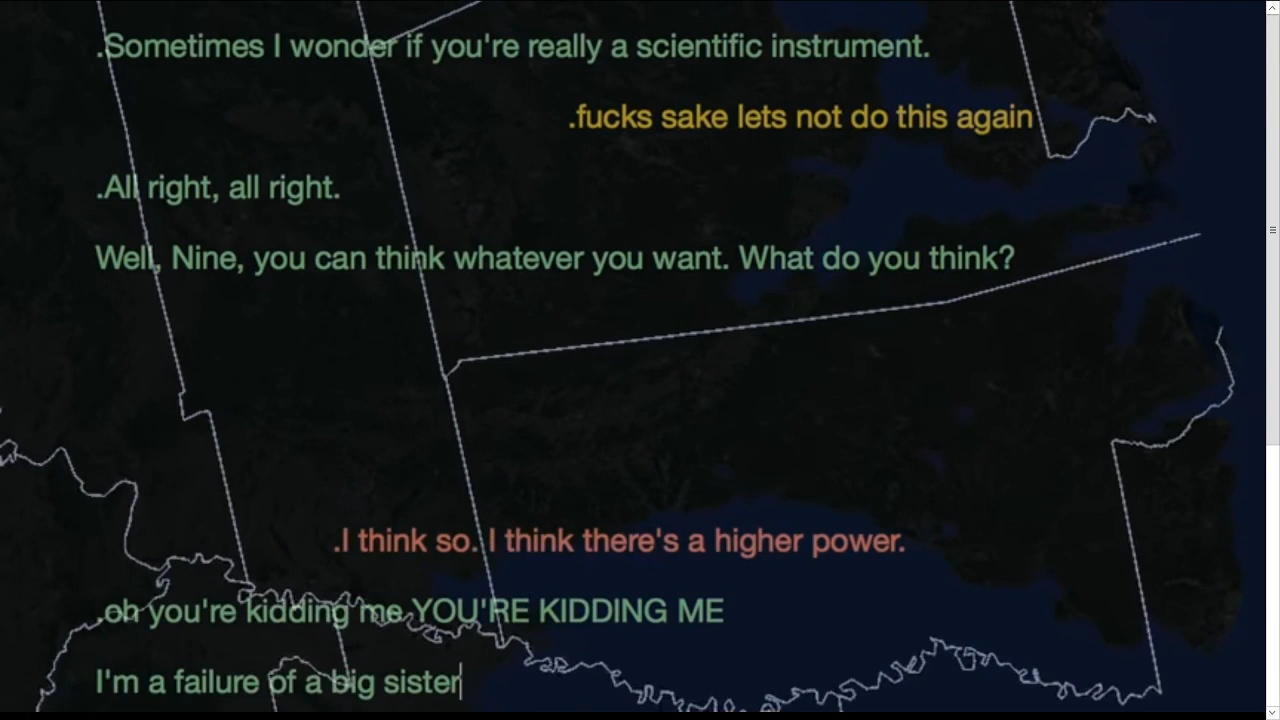 .Sometimes I wonder if you're really a scientific instrument.
.fucks sake lets not do this again
.All right, all right.
Well, Nine, you can think whatever you want. What do you think?
.I think so. I think there's a higher power.
.oh you're kidding me YOU'RE KIDDING ME
I'm a failure of a big sister